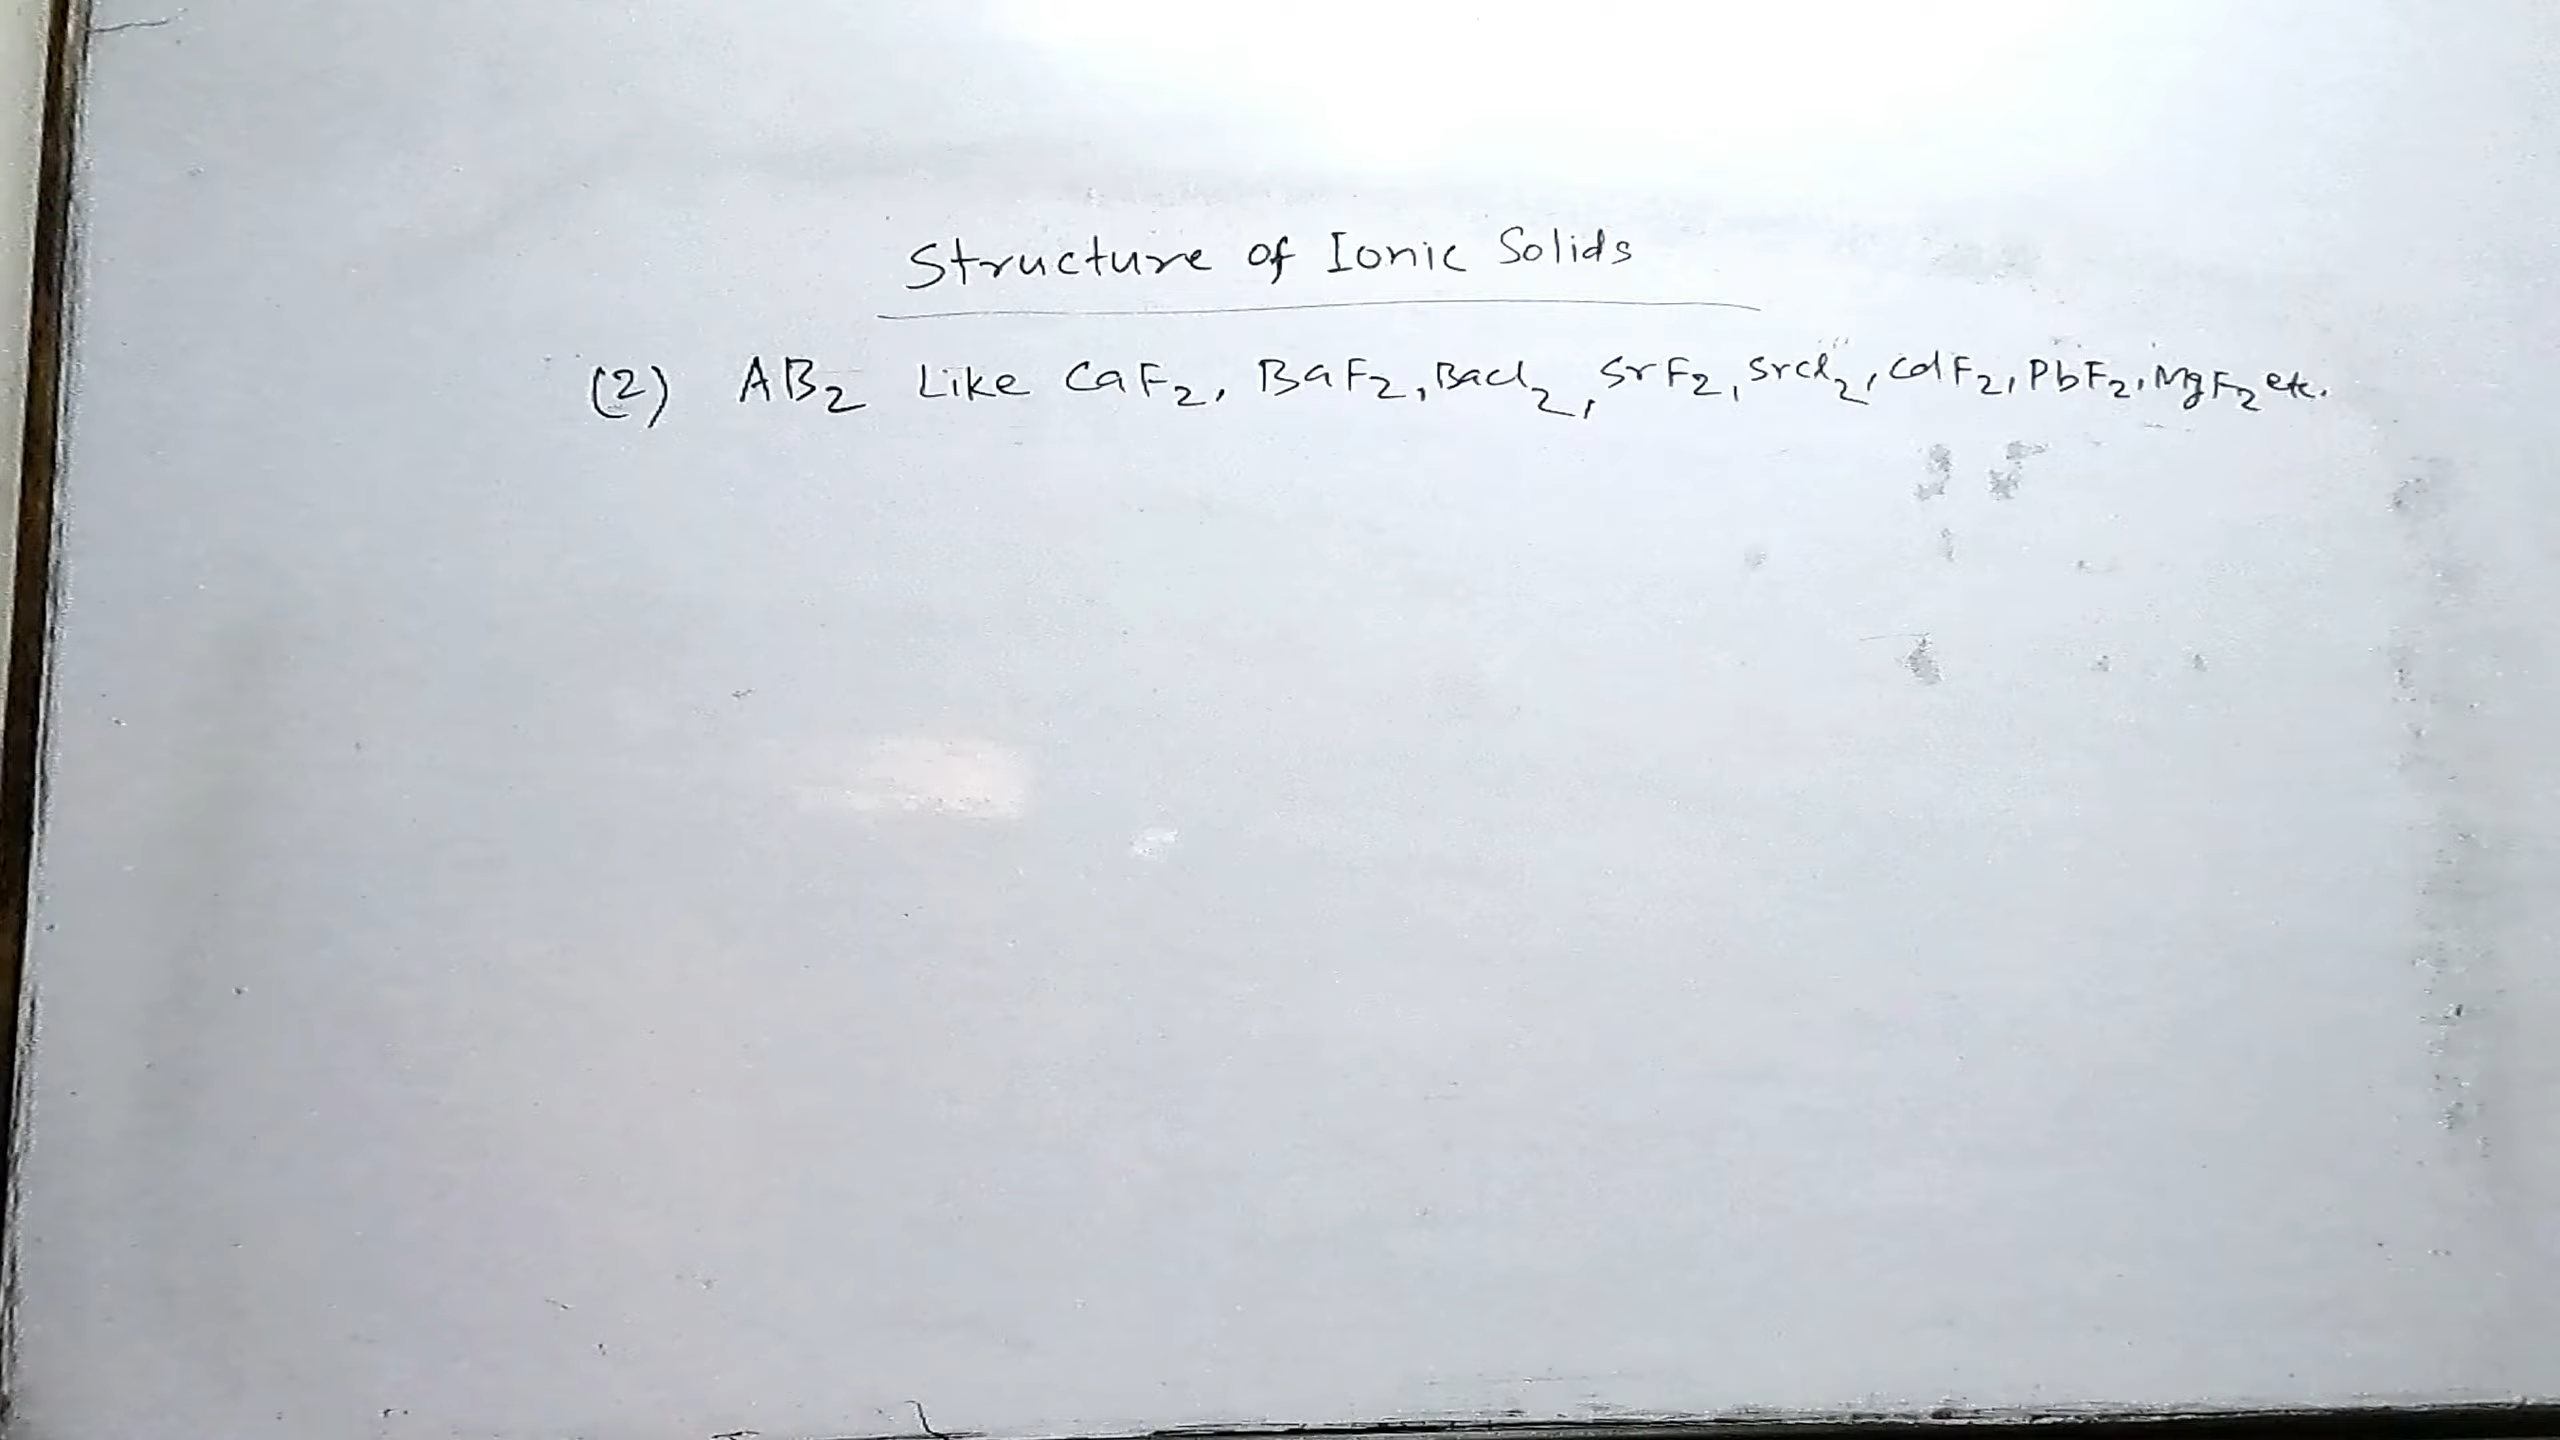 Structure of Ionic Solids
(2) AB2 Like CaF2, BaF2, BaCl2, SrF2, SrCl2, CdF2, PbF2, MgF2 etc.